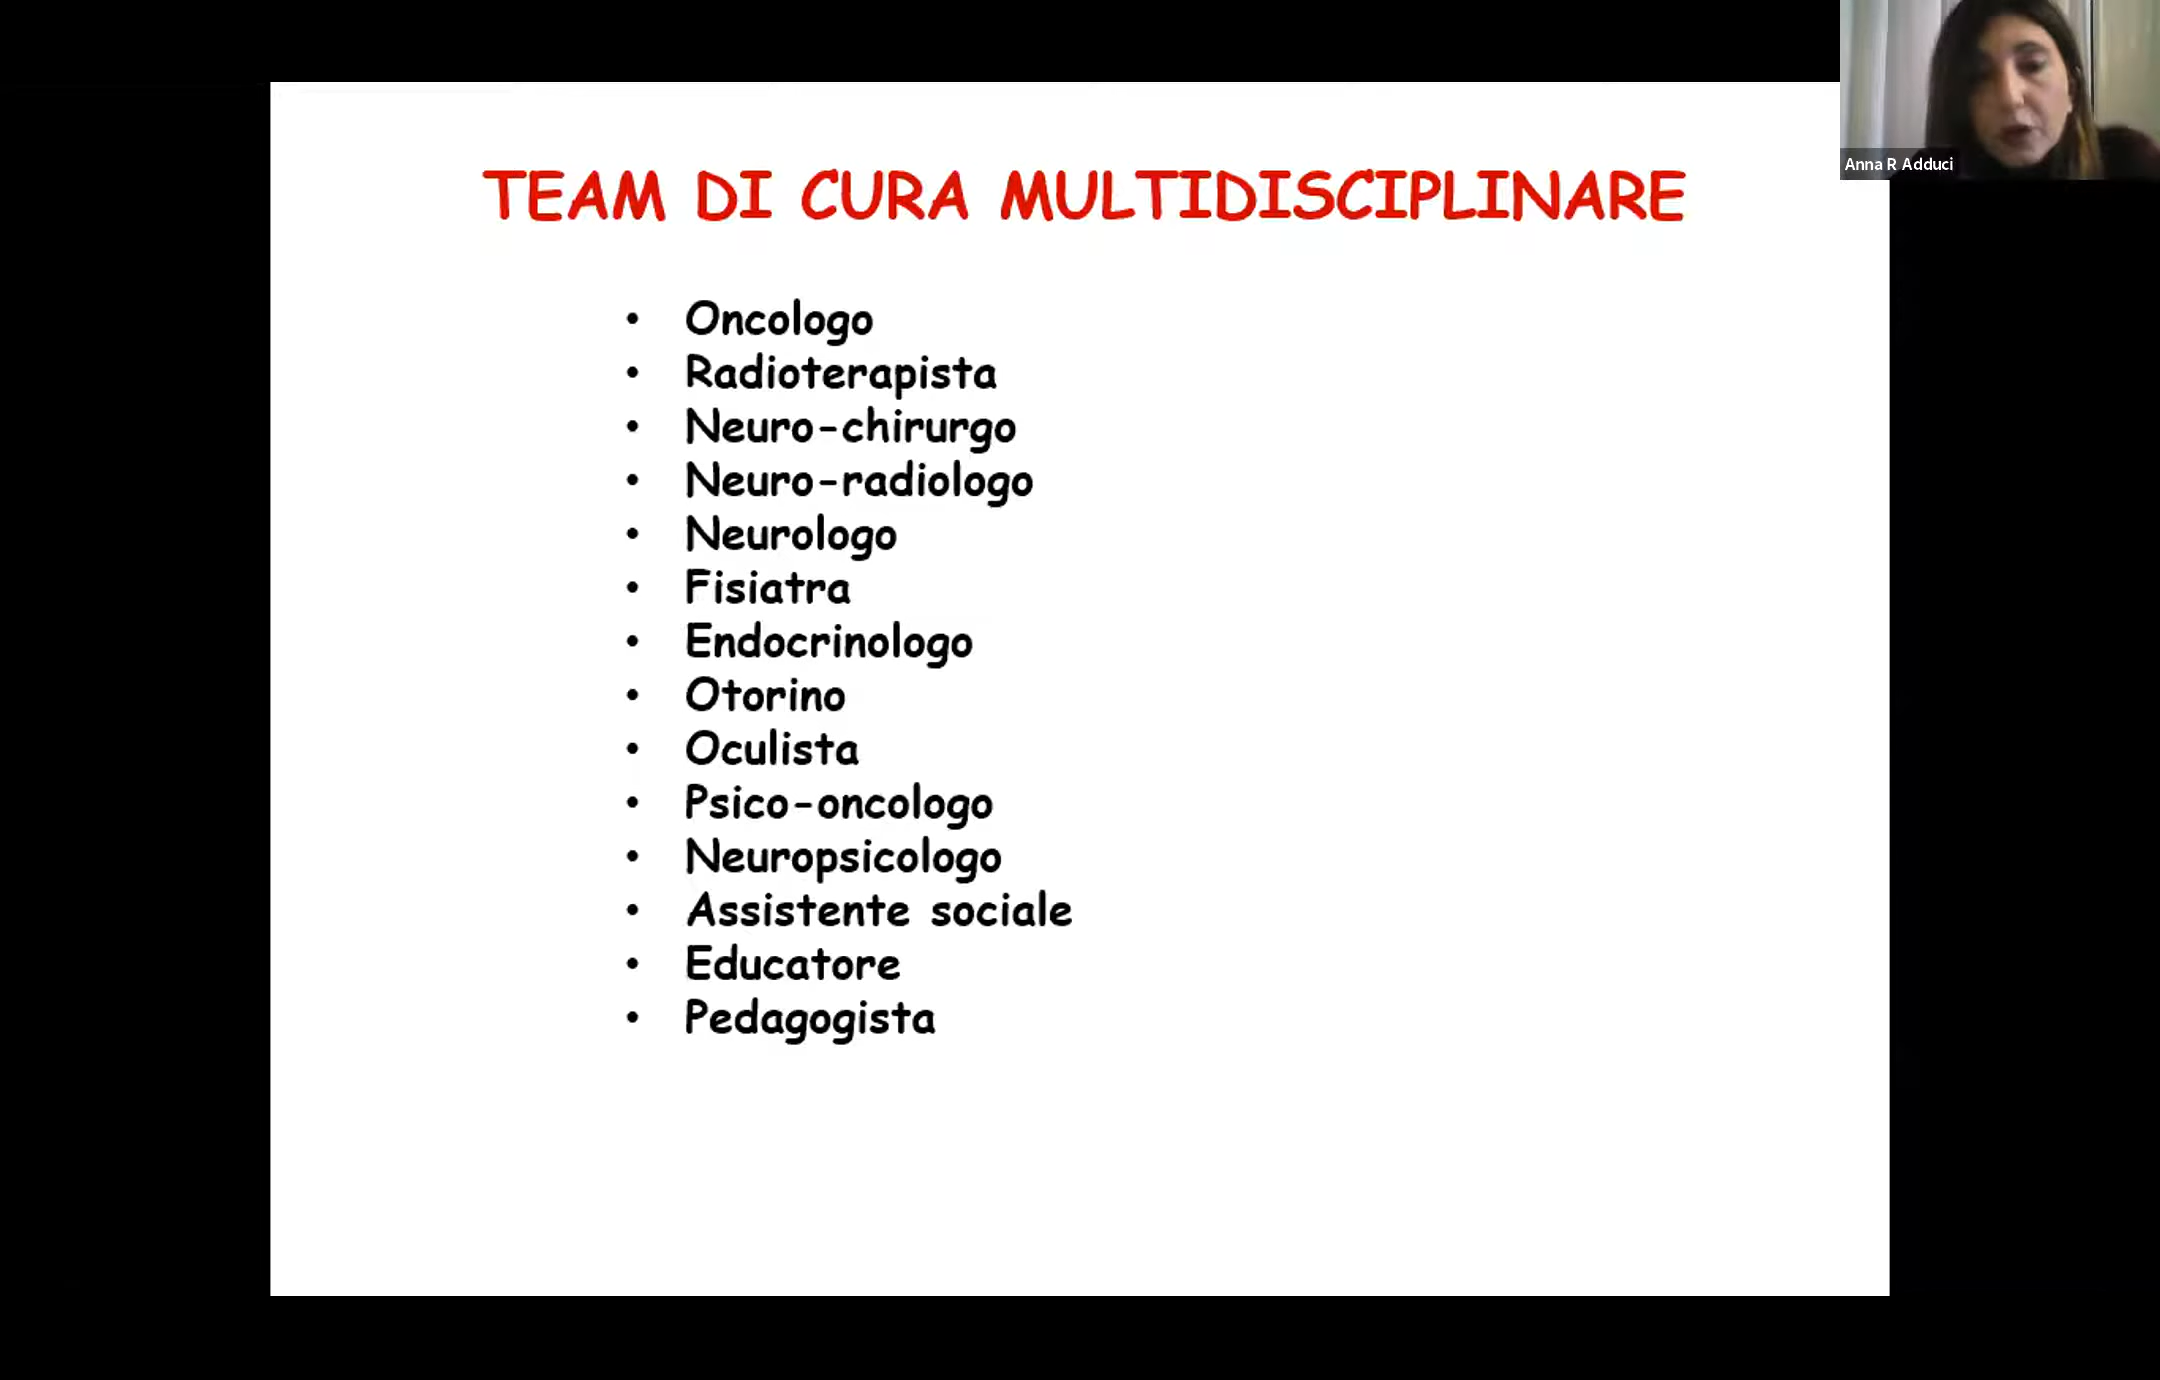 Anna R Adduci
TEAM DI CURA MULTIDISCIPLINARE
• Oncologo
• Radioterapista
• Neuro-chirurgo
• Neuro-radiologo
• Neurologo
• Fisiatra
• Endocrinologo
• Otorino
• Oculista
• Psico-oncologo
• Neuropsicologo
• Assistente sociale
• Educatore
• Pedagogista